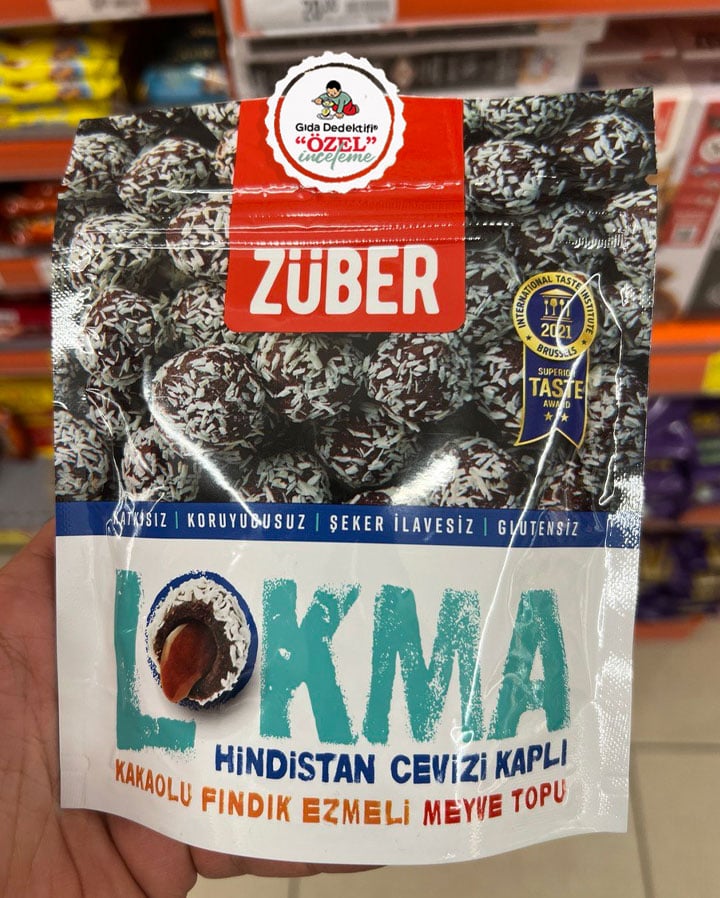 Gıda Dedektifi®
“ÖZEL”
inceleme
ZÜBER
INTERNATIONAL TASTE INSTITUTE
2021
BRUSSELS
SUPERIOR
TASTE
AWARD
KATKISIZ | KORUYUCUSUZ | ŞEKER İLAVESİZ | GLUTENSİZ
LOKMA
HİNDİSTAN CEVİZİ KAPLI
KAKAOLU FINDIK EZMELİ MEYVE TOPU